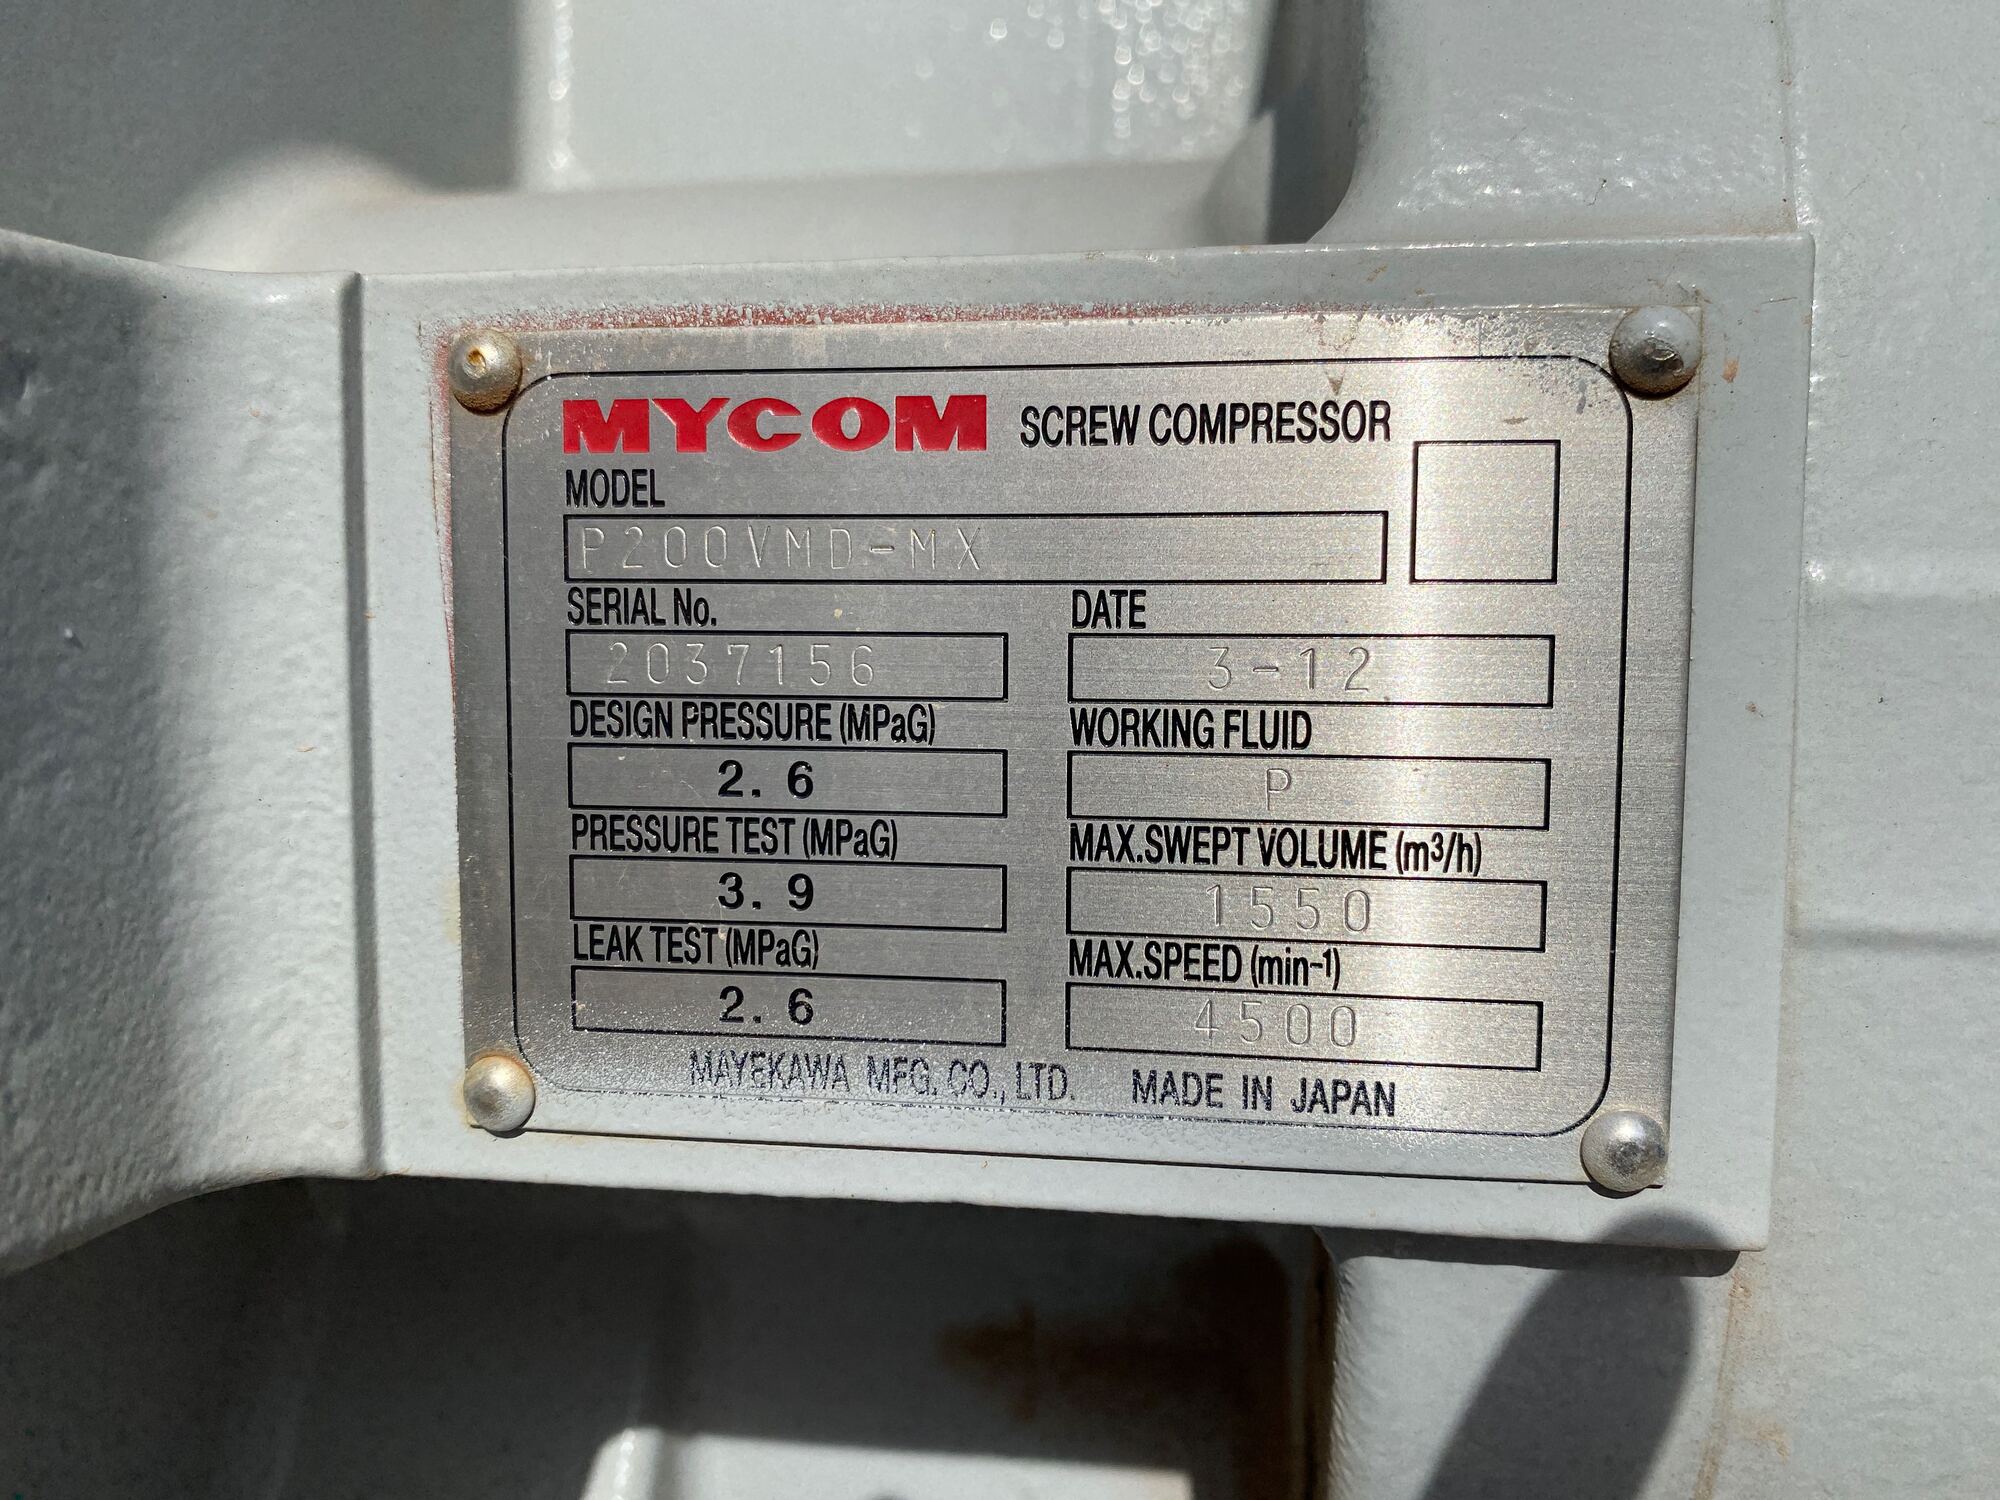 MYCOM SCREW COMPRESSOR
MODEL
P200VMD-MX
SERIAL No. DATE
2037156 3-12
DESIGN PRESSURE (MPaG) WORKING FLUID
2.6 P
PRESSURE TEST (MPaG) MAX.SWEPT VOLUME (m³/h)
3.9 1550
LEAK TEST (MPaG) MAX.SPEED (min⁻¹)
2.6 4500
MAYEKAWA MFG. CO., LTD. MADE IN JAPAN